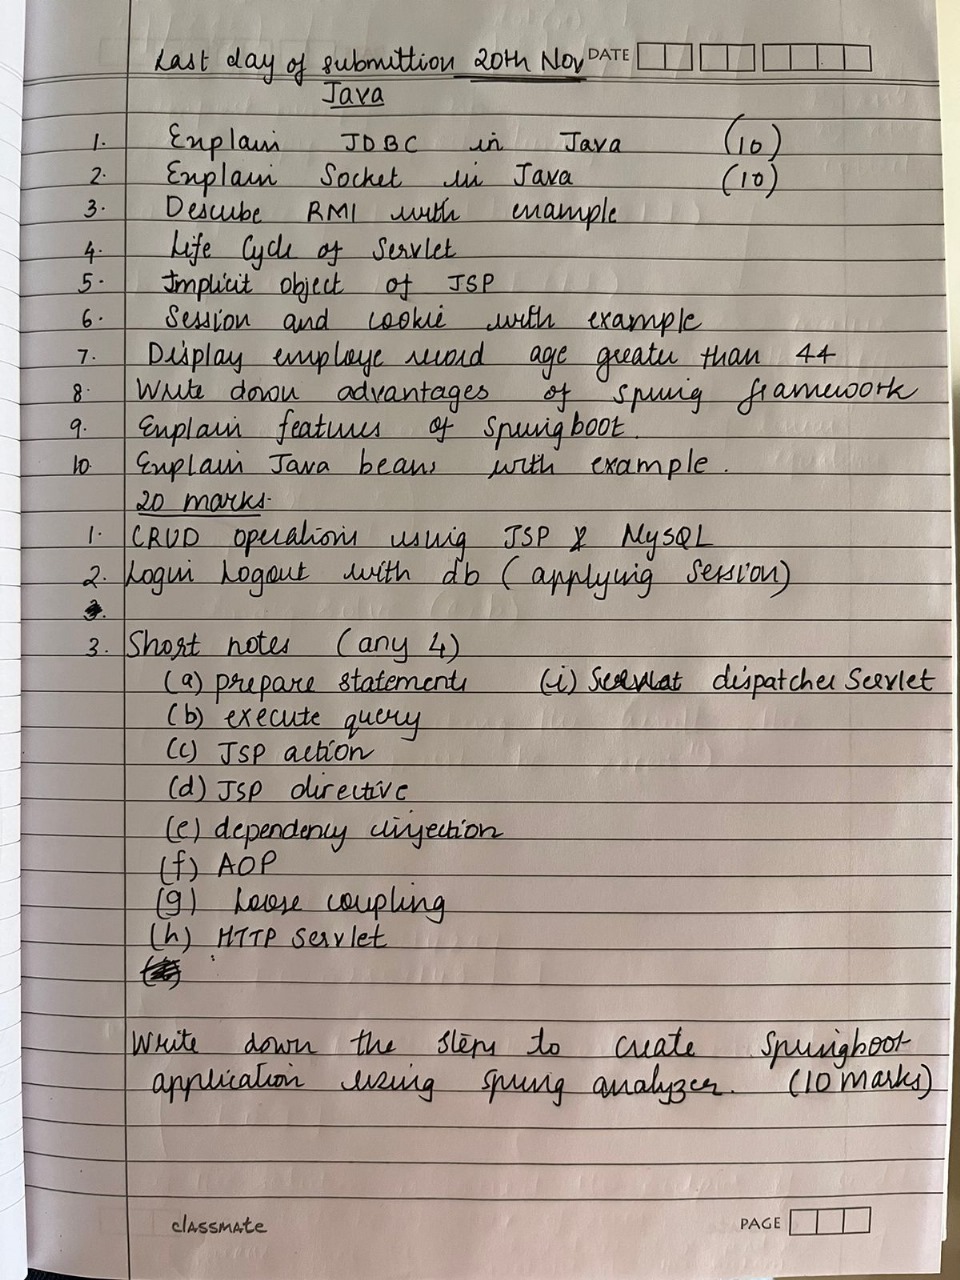 Last day of submittion 20th Nov DATE
Java
1. Explain JDBC in Java (10)
2. Explain Socket in Java (10)
3. Describe RMI with example
4. Life Cycle of Servlet
5. Implicit object of JSP
6. Session and cookie with example
7. Display employe record age greater than 44
8. Write down advantages of spring framework
9. Explain features of Springboot.
10. Explain Java beans with example.
20 marks.
1. CRUD operations using JSP & MySQL
2. Login Logout with db (applying Session)
3. Short notes (any 4)
(a) prepare statements (i) dispatcher Servlet
(b) execute query
(c) JSP action
(d) JSP directive
(e) dependency injection
(f) AOP
(g) Loose coupling
(h) HTTP Servlet
Write down the steps to create Springboot
application using spring analyzer. (10 marks)
classmate PAGE